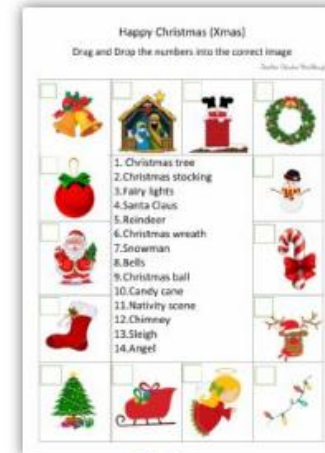 Happy Christmas (Xmas)
Drag and Drop the numbers into the correct image
1. Christmas tree
2.Christmas stocking
3.Fairy lights
4.Santa Claus
5.Reindeer
6.Christmas wreath
7.Snowman
8.Bells
9.Christmas ball
10.Candy cane
11.Nativity scene
12.Chimney
13.Sleigh
14.Angel